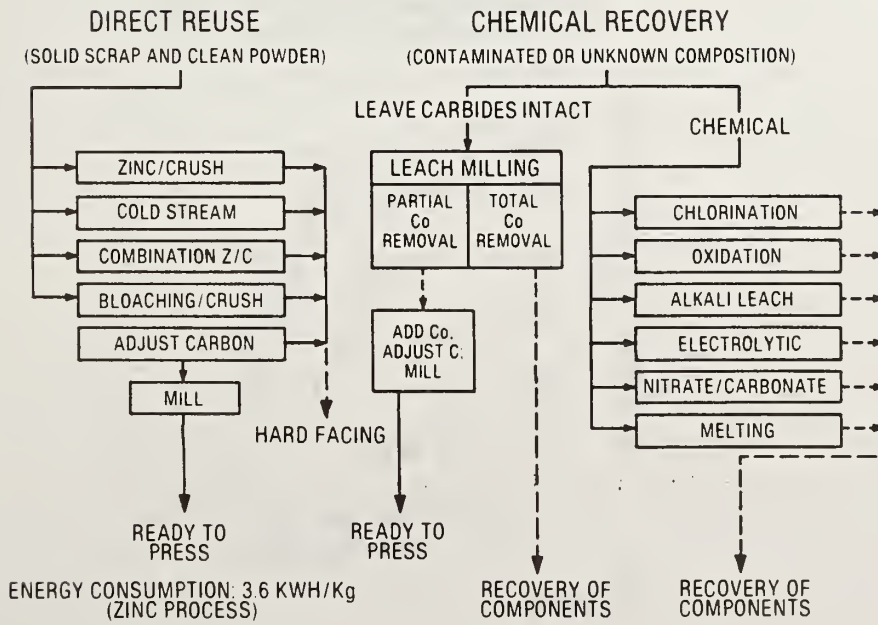 DIRECT REUSE
(SOLID SCRAP AND CLEAN POWDER)
ZINC/CRUSH
COLD STREAM
COMBINATION Z/C
BLOACHING/CRUSH
ADJUST CARBON
MILL
HARD FACING
READY TO
PRESS
ENERGY CONSUMPTION: 3.6 KWH/Kg
(ZINC PROCESS)
CHEMICAL RECOVERY
(CONTAMINATED OR UNKNOWN COMPOSITION)
LEAVE CARBIDES INTACT
LEACH MILLING
PARTIAL
Co
REMOVAL
TOTAL
Co
REMOVAL
ADD Co,
ADJUST C;
MILL
READY TO
PRESS
RECOVERY OF
COMPONENTS
CHEMICAL
CHLORINATION
OXIDATION
ALKALI LEACH
ELECTROLYTIC
NITRATE/CARBONATE
MELTING
RECOVERY OF
COMPONENTS